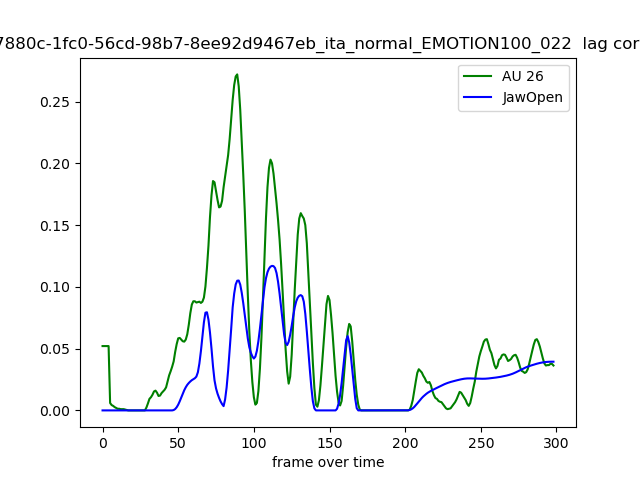 7880c-1fc0-56cd-98b7-8ee92d9467eb_ita_normal_EMOTION100_022 lag cor
AU 26
JawOpen
0.25
0.20
0.15
0.10
0.05
0.00
0 50 100 150 200 250 300
frame over time